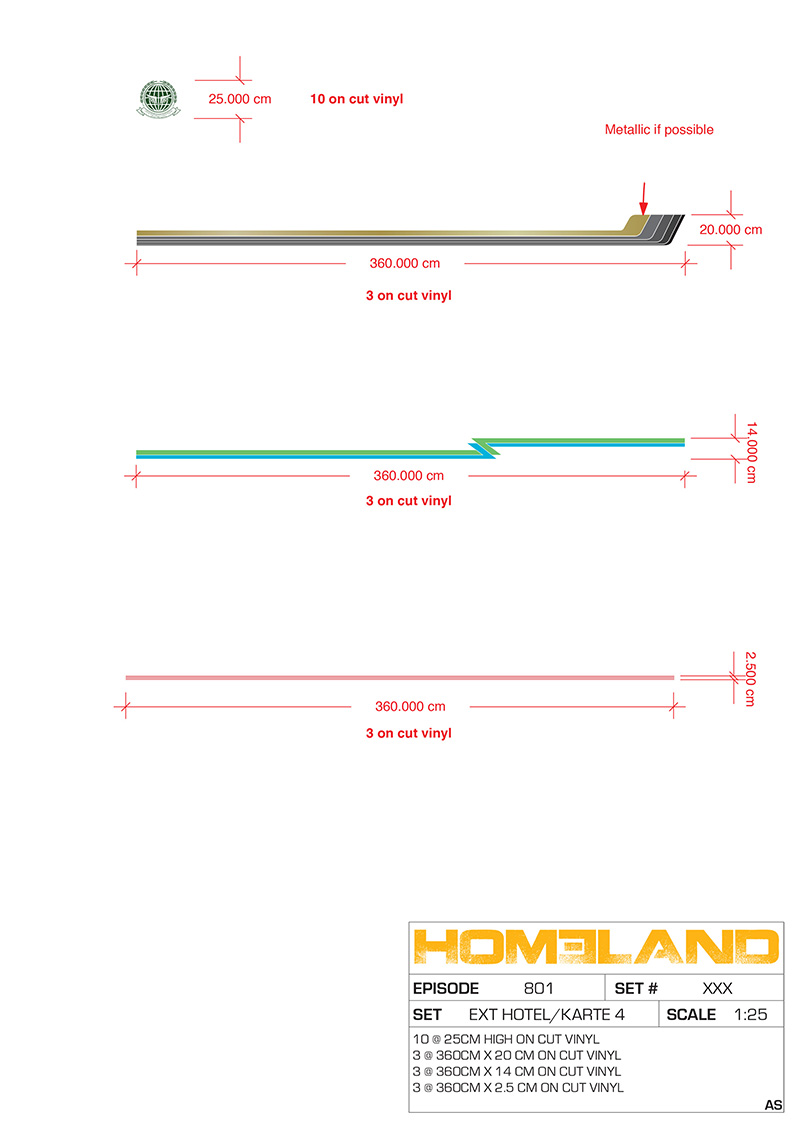 25.000 cm
10 on cut vinyl
Metallic if possible
20.000 cm
360.000 cm
3 on cut vinyl
14.000 cm
360.000 cm
3 on cut vinyl
2.500 cm
360.000 cm
3 on cut vinyl
HOMELAND
EPISODE 801 SET # XXX
SET EXT HOTEL/KARTE 4 SCALE 1:25
10 @ 25CM HIGH ON CUT VINYL
3 @ 360CM X 20 CM ON CUT VINYL
3 @ 360CM X 14 CM ON CUT VINYL
3 @ 360CM X 2.5 CM ON CUT VINYL
AS